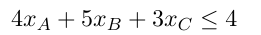 4x_A + 5x_B + 3x_C ≤ 4